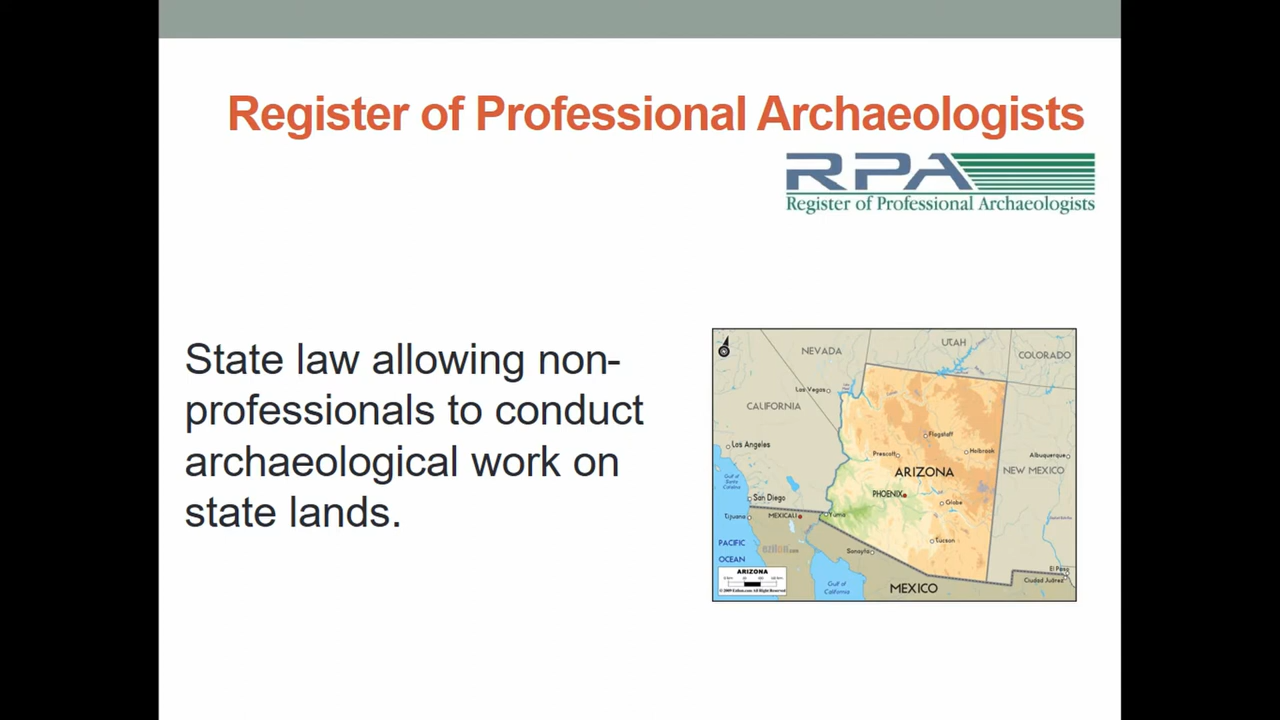 Register of Professional Archaeologists
RPA
Register of Professional Archaeologists
State law allowing non-
professionals to conduct
archaeological work on
state lands.
NEVADA
UTAH
COLORADO
Las Vegas
CALIFORNIA
Flagstaff
Los Angeles
Prescott
Holbrook
Albuquerque
ARIZONA
NEW MEXICO
PHOENIX
San Diego
Globe
Tijuana
MEXICALI
Yuma
PACIFIC
OCEAN
Sonoyta
Tucson
El Paso
Ciudad Juárez
ARIZONA
Gulf of
California
MEXICO